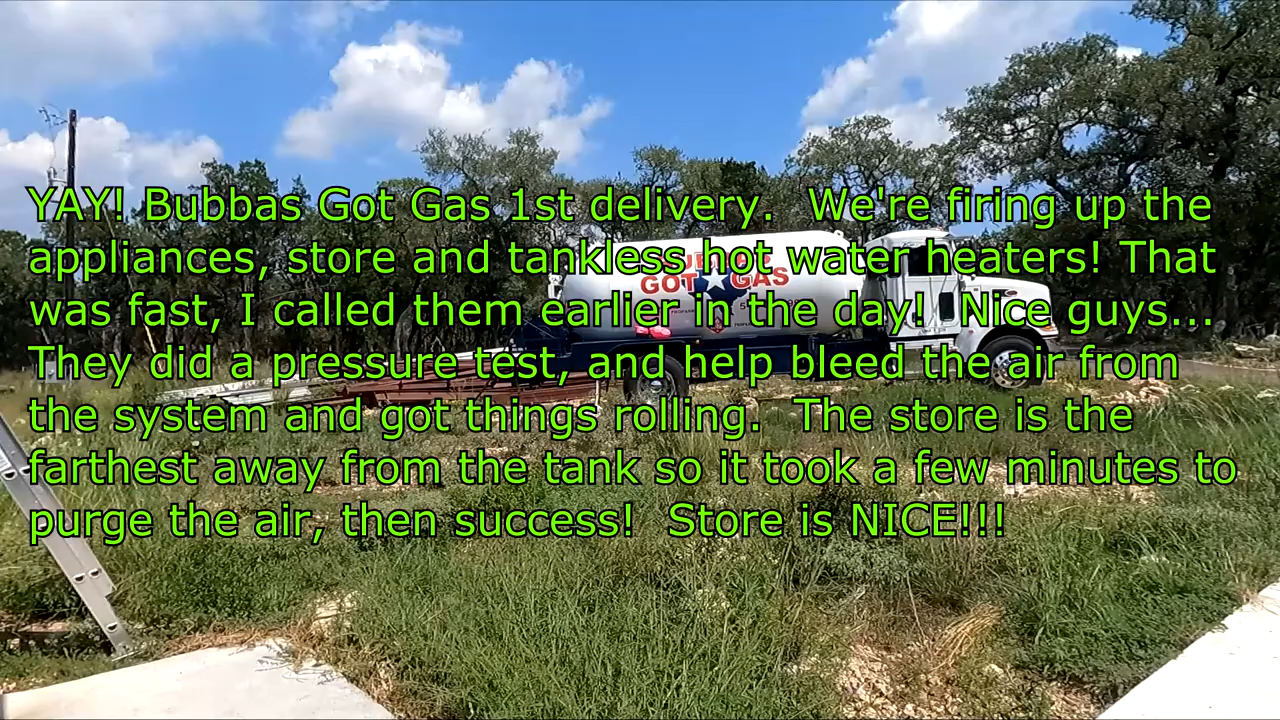 YAY! Bubbas Got Gas 1st delivery. We're firing up the
appliances, store and tankless hot water heaters! That
was fast, I called them earlier in the day! Nice guys...
They did a pressure test, and help bleed the air from
the system and got things rolling. The store is the
farthest away from the tank so it took a few minutes to
purge the air, then success! Store is NICE!!!
GOT GAS